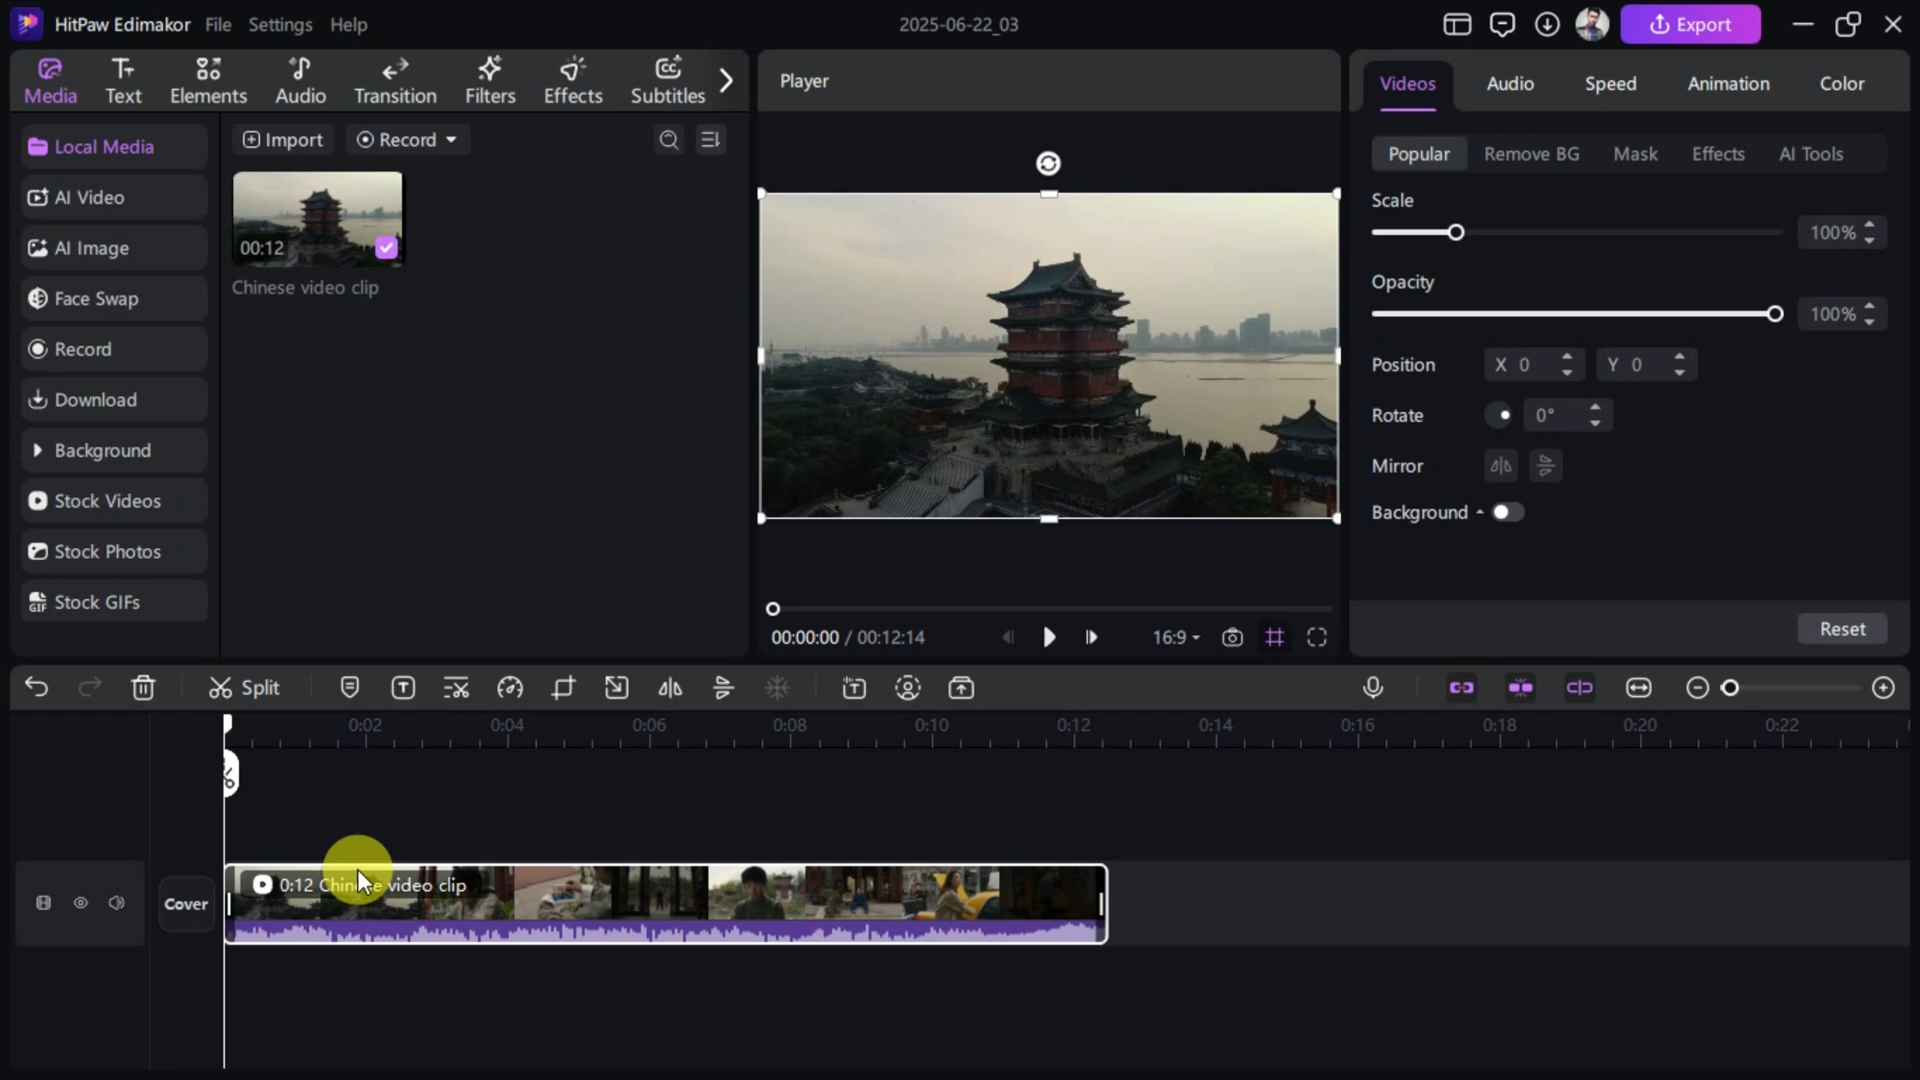 HitPaw Edimakor File Settings Help
2025-06-22_03
Export
Media Text Elements Audio Transition Filters Effects Subtitles
Player
Videos Audio Speed Animation Color
Local Media
AI Video
AI Image
Face Swap
Record
Download
Background
Stock Videos
Stock Photos
GIF Stock GIFs
Import Record
00:12
Chinese video clip
00:00:00 / 00:12:14
16:9
Popular Remove BG Mask Effects AI Tools
Scale
100%
Opacity
100%
Position X 0 Y 0
Rotate 0°
Mirror
Background
Reset
Split
0:02 0:04 0:06 0:08 0:10 0:12 0:14 0:16 0:18 0:20 0:22
Cover
0:12 Chinese video clip